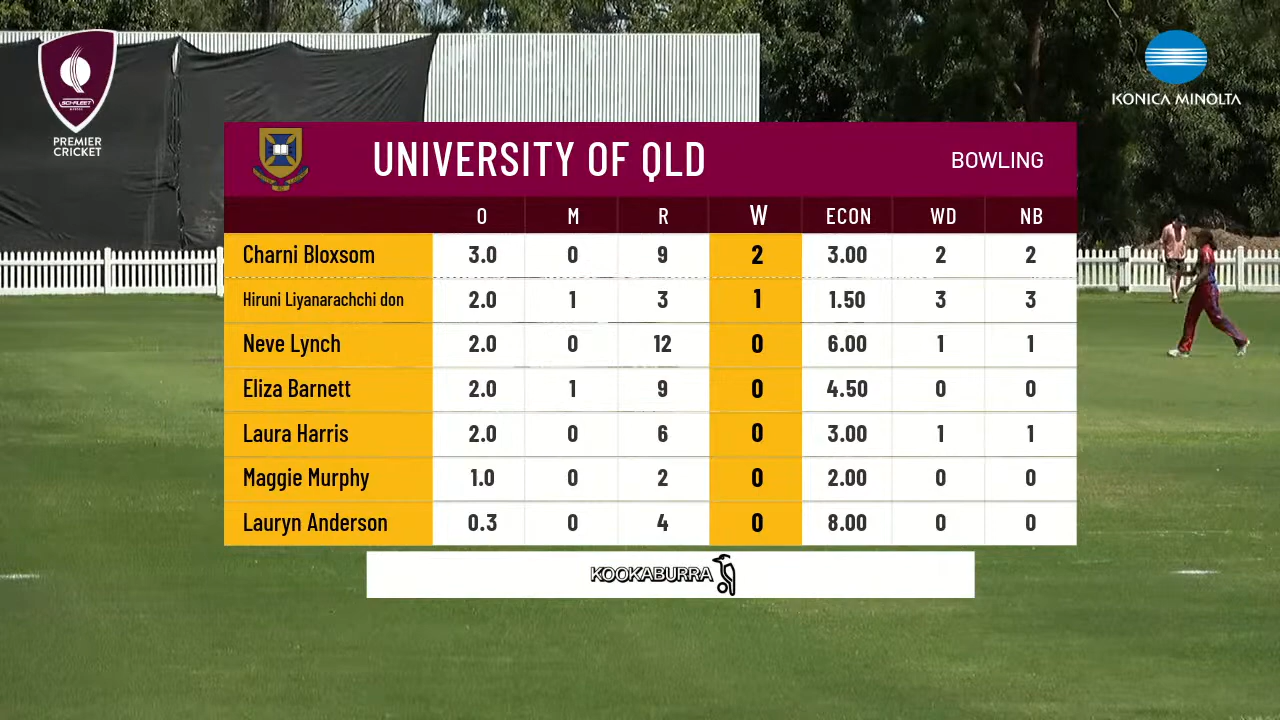 SCI-FLEET
PREMIER
CRICKET
KONICA MINOLTA
UNIVERSITY OF QLD BOWLING
O M R W ECON WD NB
Charni Bloxsom 3.0 0 9 2 3.00 2 2
Hiruni Liyanarachchi don 2.0 1 3 1 1.50 3 3
Neve Lynch 2.0 0 12 0 6.00 1 1
Eliza Barnett 2.0 1 9 0 4.50 0 0
Laura Harris 2.0 0 6 0 3.00 1 1
Maggie Murphy 1.0 0 2 0 2.00 0 0
Lauryn Anderson 0.3 0 4 0 8.00 0 0
KOOKABURRA